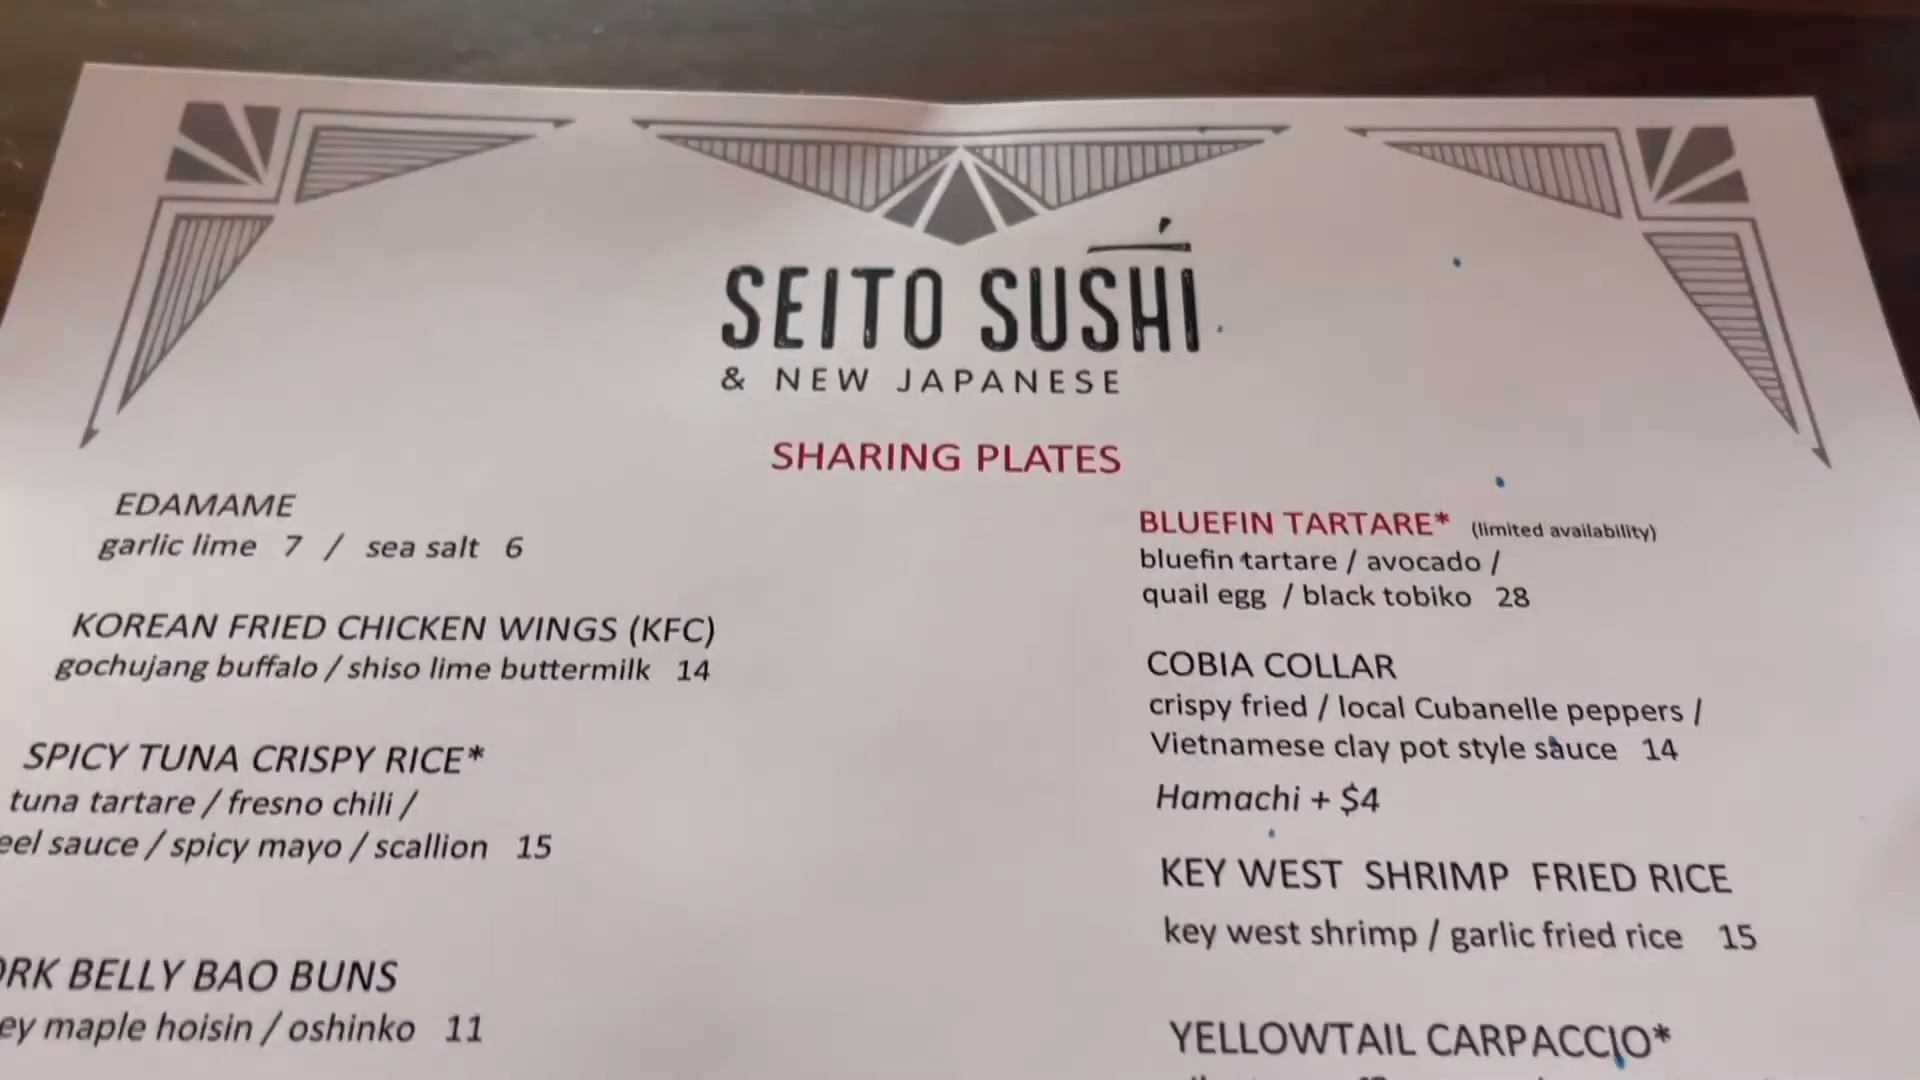 SEITO SUSHI
& NEW JAPANESE
SHARING PLATES
EDAMAME
garlic lime 7 / sea salt 6
KOREAN FRIED CHICKEN WINGS (KFC)
gochujang buffalo / shiso lime buttermilk 14
SPICY TUNA CRISPY RICE*
tuna tartare / fresno chili /
eel sauce / spicy mayo / scallion 15
BELLY BAO BUNS
maple hoisin / oshinko 11
BLUEFIN TARTARE* (limited availability)
bluefin tartare / avocado /
quail egg / black tobiko 28
COBIA COLLAR
crispy fried / local Cubanelle peppers /
Vietnamese clay pot style sauce 14
Hamachi + $4
KEY WEST SHRIMP FRIED RICE
key west shrimp / garlic fried rice 15
YELLOWTAIL CARPACCIO*